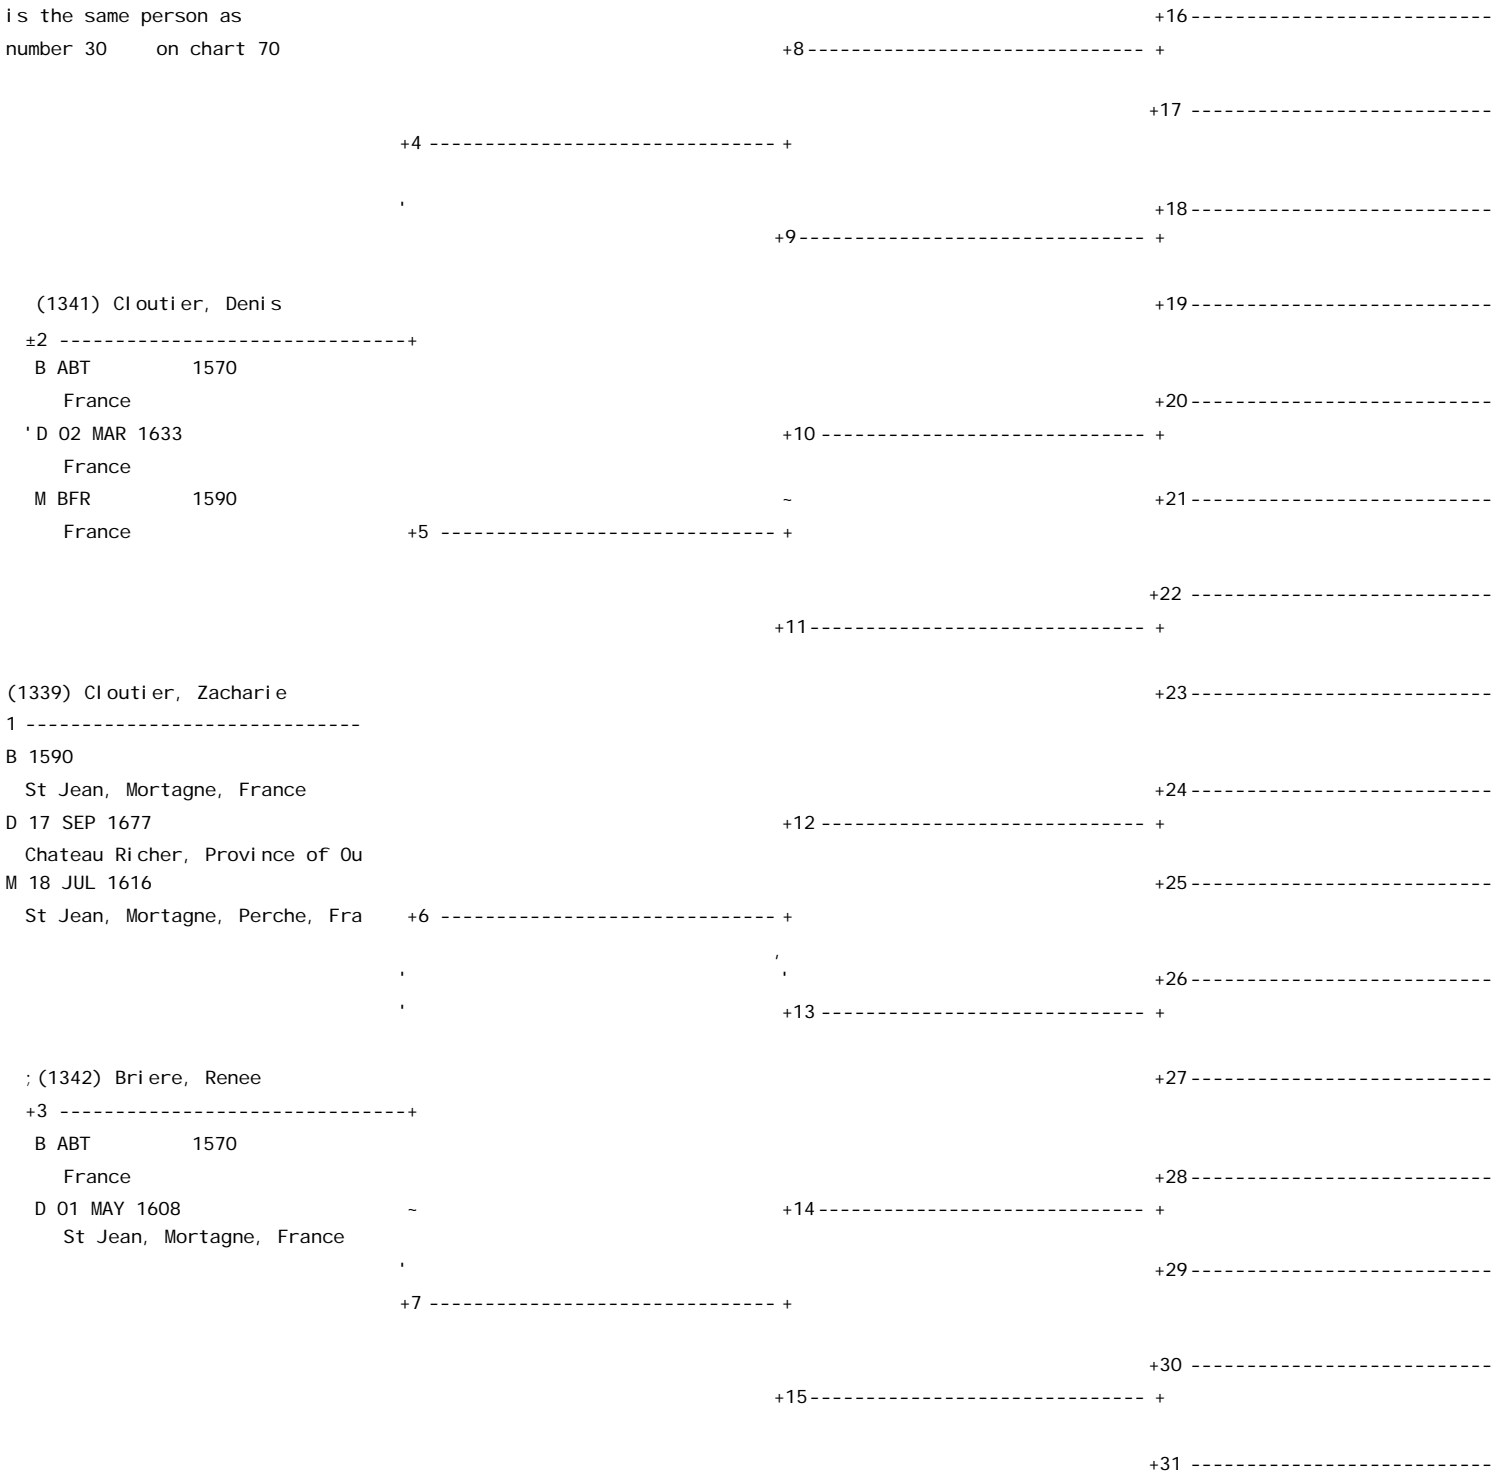 is the same person as
+16---------------------------
number 30 on chart 70
+8------------------------------ +
+17 ---------------------------
+4 ------------------------------- +
'
+18---------------------------
+9------------------------------- +
(1341) Cloutier, Denis
+19---------------------------
±2 -------------------------------+
B ABT 1570
France
+20---------------------------
'D 02 MAR 1633
+10 ----------------------------- +
France
M BFR 1590
~
+21---------------------------
France
+5 ------------------------------ +
+22 ---------------------------
+11------------------------------ +
(1339) Cloutier, Zacharie
+23---------------------------
1 ------------------------------
B 1590
St Jean, Mortagne, France
+24---------------------------
D 17 SEP 1677
+12 ----------------------------- +
Chateau Richer, Province of Ou
M 18 JUL 1616
+25---------------------------
St Jean, Mortagne, Perche, Fra
+6 ------------------------------ +
,
' '
+26---------------------------
'
+13 ----------------------------- +
;(1342) Briere, Renee
+27---------------------------
+3 -------------------------------+
B ABT 1570
France
+28---------------------------
D 01 MAY 1608
~
+14----------------------------- +
St Jean, Mortagne, France
'
+29---------------------------
+7 ------------------------------- +
+30 ---------------------------
+15------------------------------ +
+31 ---------------------------